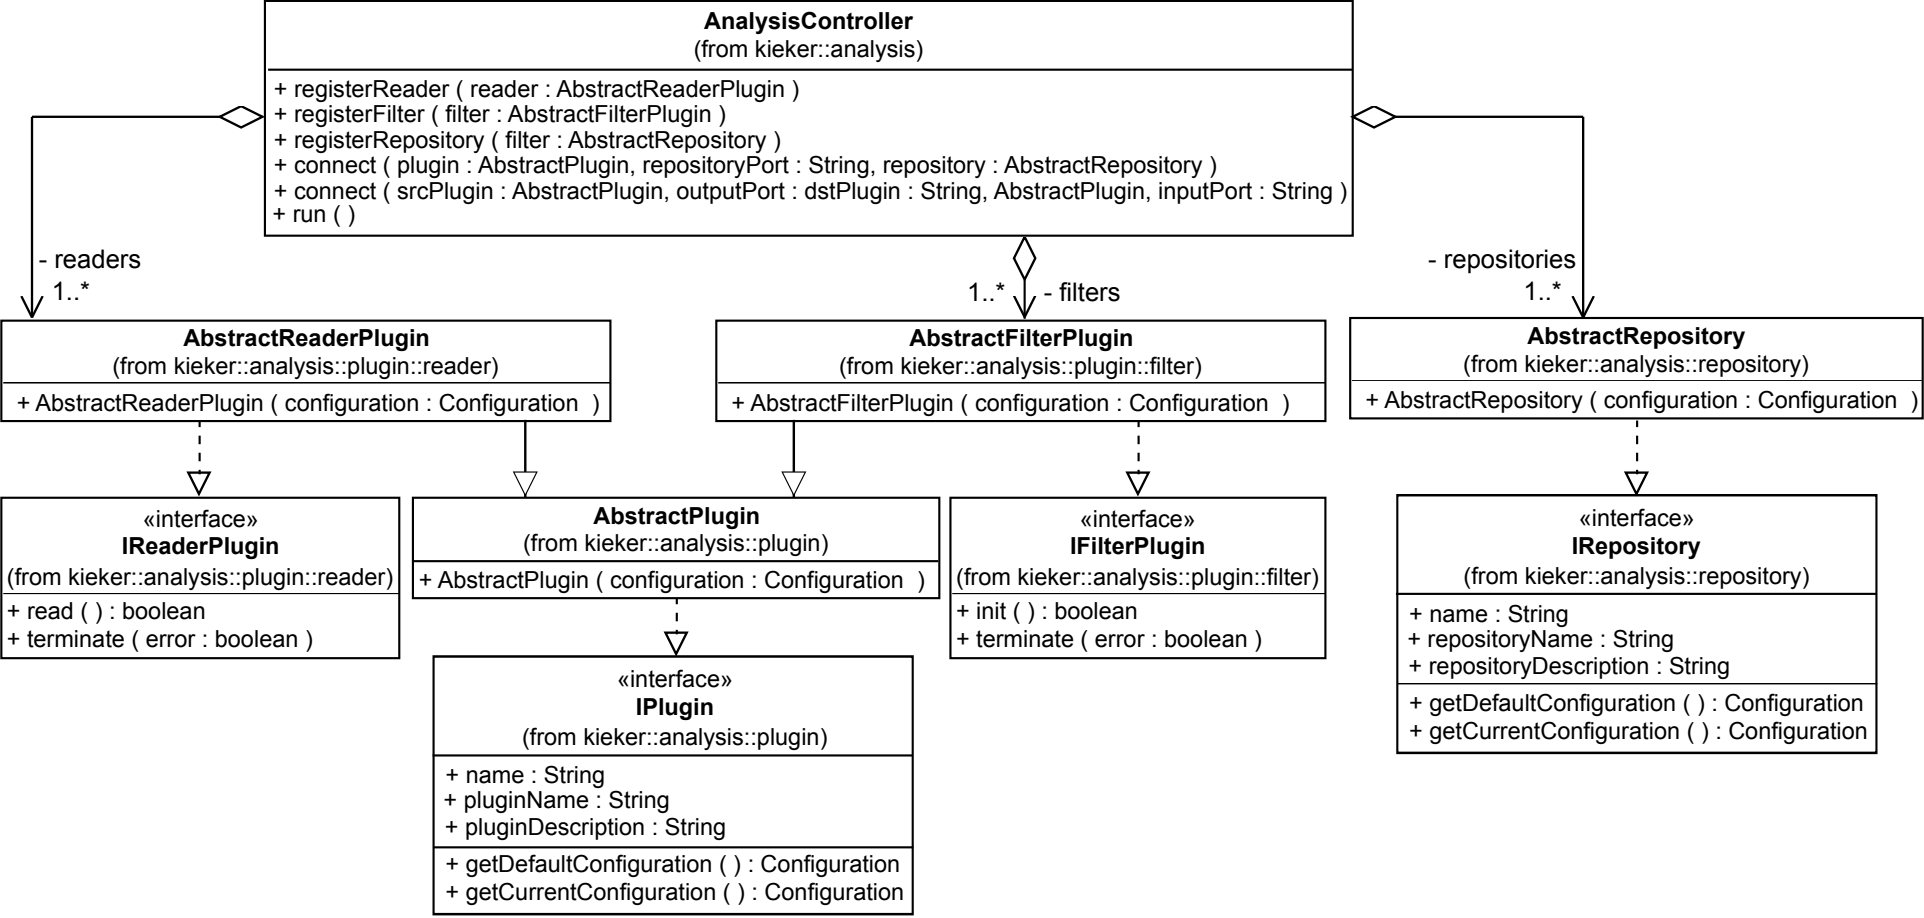 AnalysisController
(from kieker::analysis)
+ registerReader ( reader : AbstractReaderPlugin )
+ registerFilter ( filter : AbstractFilterPlugin )
+ registerRepository ( filter : AbstractRepository )
+ connect ( plugin : AbstractPlugin, repositoryPort : String, repository : AbstractRepository )
+ connect ( srcPlugin : AbstractPlugin, outputPort : dstPlugin : String, AbstractPlugin, inputPort : String )
+ run ( )
- readers
1..*
1..*
- filters
- repositories
1..*
AbstractReaderPlugin
(from kieker::analysis::plugin::reader)
+ AbstractReaderPlugin ( configuration : Configuration )
AbstractFilterPlugin
(from kieker::analysis::plugin::filter)
+ AbstractFilterPlugin ( configuration : Configuration )
AbstractRepository
(from kieker::analysis::repository)
+ AbstractRepository ( configuration : Configuration )
«interface»
IReaderPlugin
(from kieker::analysis::plugin::reader)
+ read ( ) : boolean
+ terminate ( error : boolean )
AbstractPlugin
(from kieker::analysis::plugin)
+ AbstractPlugin ( configuration : Configuration )
«interface»
IFilterPlugin
(from kieker::analysis::plugin::filter)
+ init ( ) : boolean
+ terminate ( error : boolean )
«interface»
IRepository
(from kieker::analysis::repository)
+ name : String
+ repositoryName : String
+ repositoryDescription : String
+ getDefaultConfiguration ( ) : Configuration
+ getCurrentConfiguration ( ) : Configuration
«interface»
IPlugin
(from kieker::analysis::plugin)
+ name : String
+ pluginName : String
+ pluginDescription : String
+ getDefaultConfiguration ( ) : Configuration
+ getCurrentConfiguration ( ) : Configuration